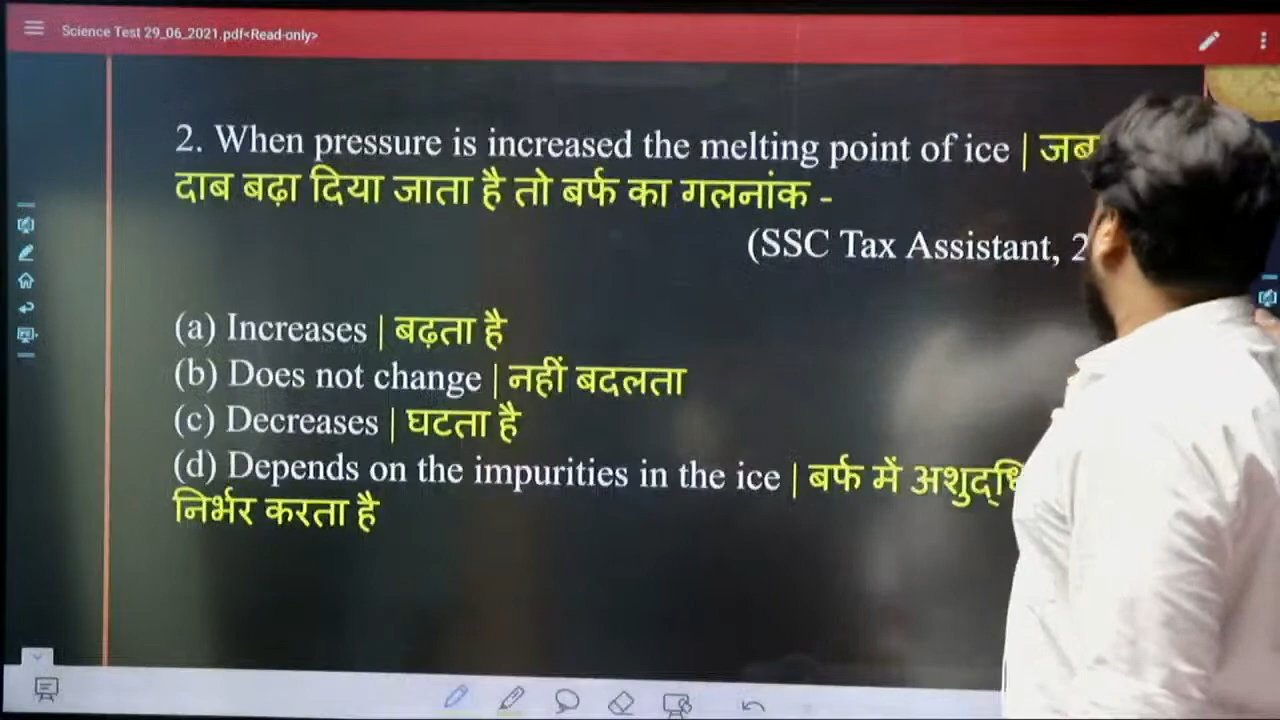 Science Test 29_06_2021.pdf<Read-only>
2. When pressure is increased the melting point of ice | जब
दाब बढ़ा दिया जाता है तो बर्फ का गलनांक -
(SSC Tax Assistant, 2
(a) Increases | बढ़ता है
(b) Does not change | नहीं बदलता
(c) Decreases | घटता है
(d) Depends on the impurities in the ice | बर्फ में
निर्भर करता है